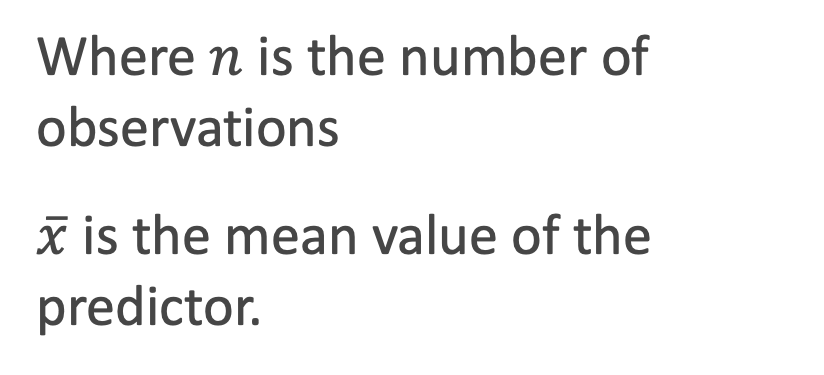 Where 𝑛 is the number of
observations
x̄ is the mean value of the
predictor.